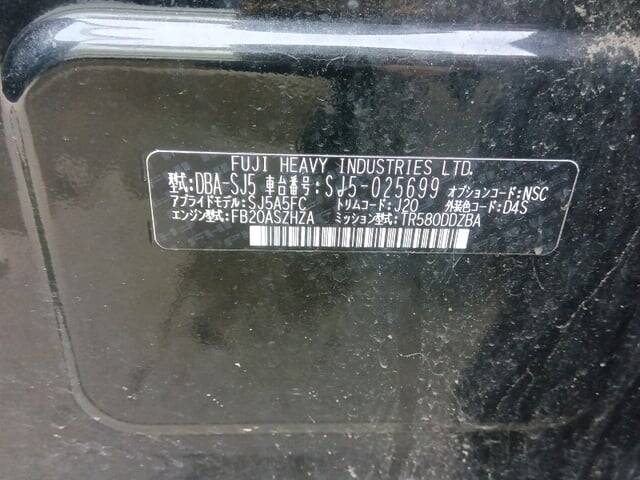 FUJI HEAVY INDUSTRIES LTD.
型式:DBA-SJ5 車台番号:SJ5-025699 オプションコード:NSC
アプライドモデル:SJ5A5FC トリムコード:J20 外装色コード:D4S
エンジン型式:FB20ASZHZA ミッション型式:TR580DDZBA